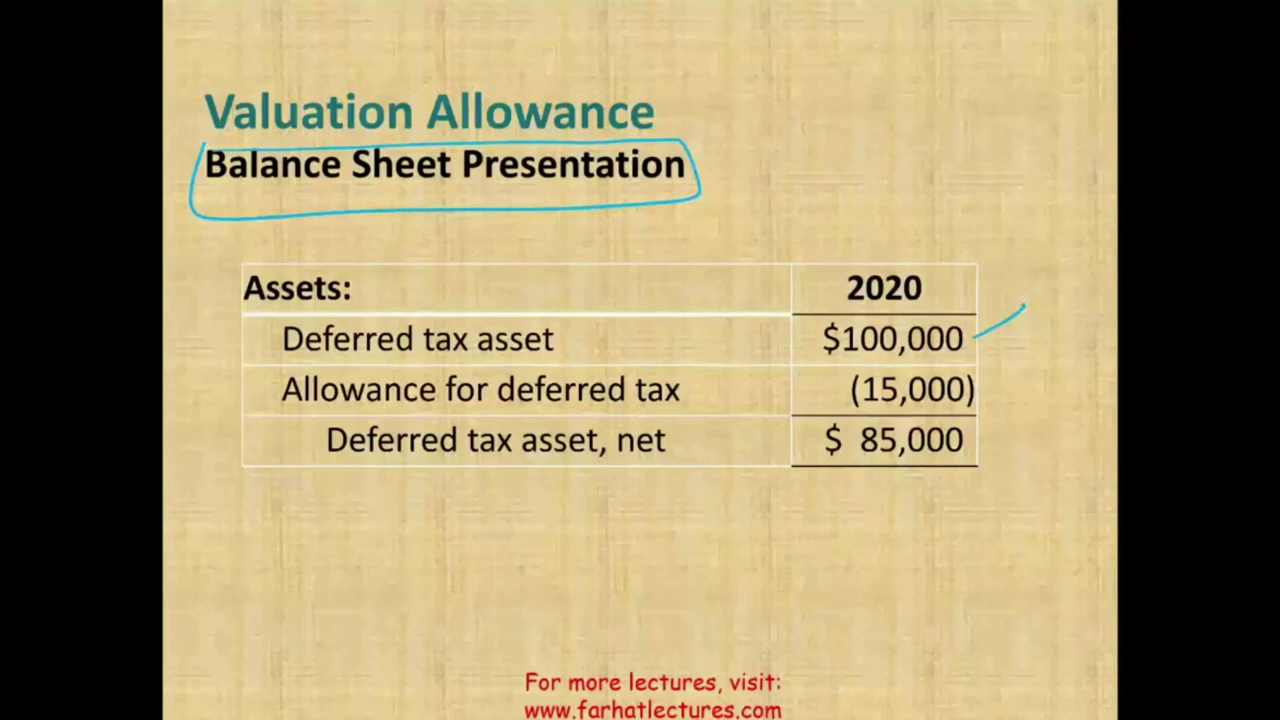 Valuation Allowance
Balance Sheet Presentation
Assets: 2020
Deferred tax asset $100,000
Allowance for deferred tax (15,000)
Deferred tax asset, net $ 85,000
For more lectures, visit:
www.farhatlectures.com